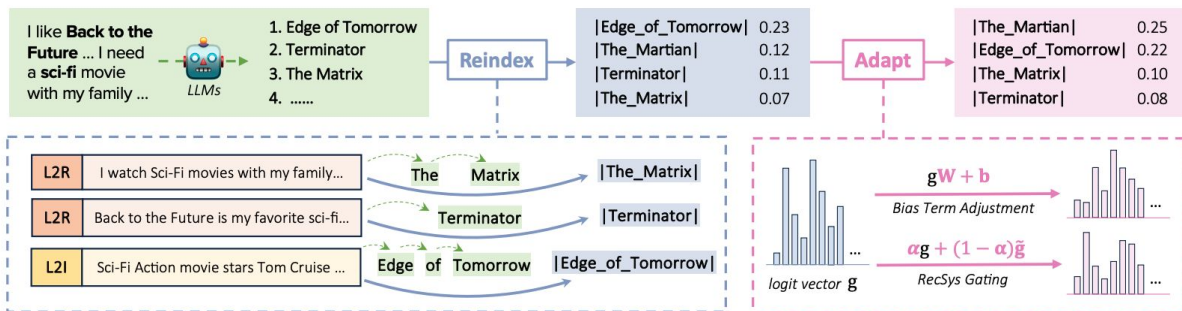 I like Back to the
Future ... I need
a sci-fi movie
with my family ...
LLMs
1. Edge of Tomorrow
2. Terminator
3. The Matrix
4. ......
Reindex
|Edge_of_Tomorrow| 0.23
|The_Martian| 0.12
|Terminator| 0.11
|The_Matrix| 0.07
Adapt
|The_Martian| 0.25
|Edge_of_Tomorrow| 0.22
|The_Matrix| 0.10
|Terminator| 0.08
L2R I watch Sci-Fi movies with my family... The Matrix |The_Matrix|
L2R Back to the Future is my favorite sci-fi... Terminator |Terminator|
L2I Sci-Fi Action movie stars Tom Cruise ... Edge of Tomorrow |Edge_of_Tomorrow|
...
logit vector g
gW + b
Bias Term Adjustment
...
αg + (1 − α)g̃
RecSys Gating
...